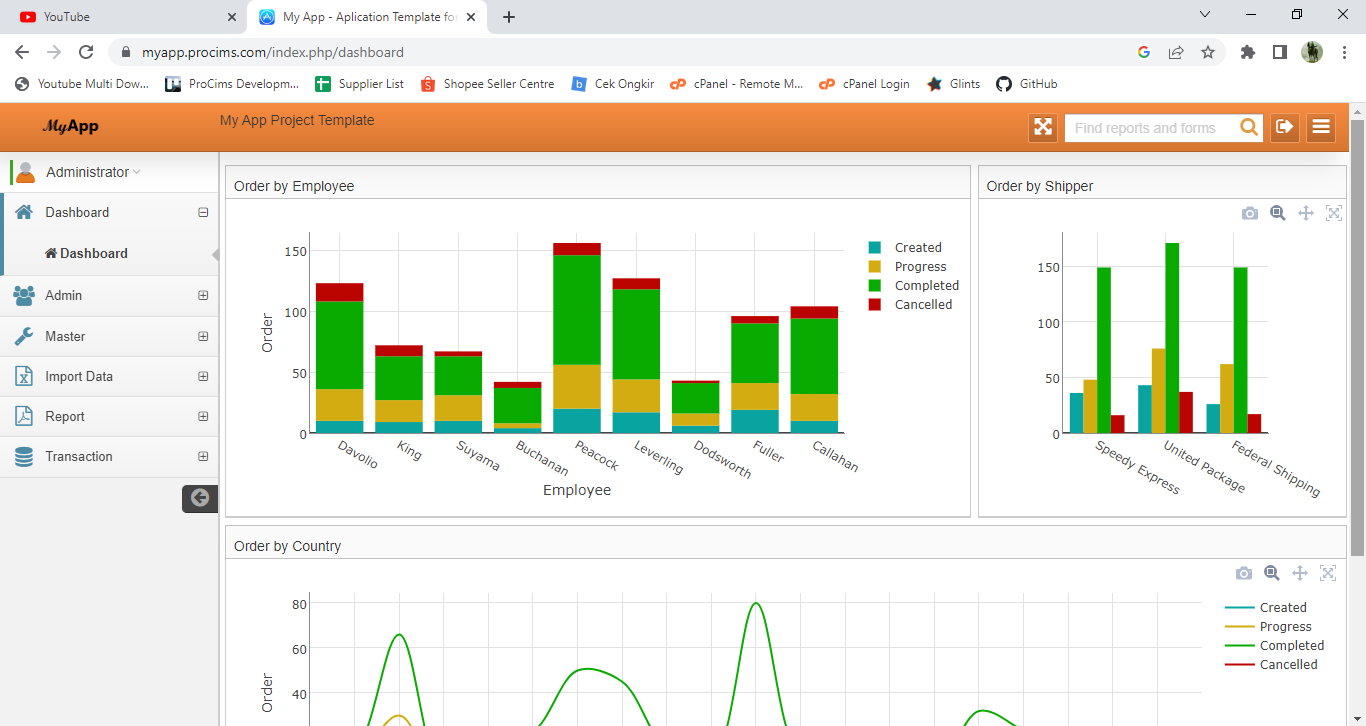 YouTube
My App - Aplication Template for
myapp.procims.com/index.php/dashboard
Youtube Multi Dow...
ProCims Developm...
Supplier List
Shopee Seller Centre
Cek Ongkir
cPanel - Remote M...
cPanel Login
Glints
GitHub
MyApp
My App Project Template
Find reports and forms
Administrator
Dashboard
Dashboard
Admin
Master
Import Data
Report
Transaction
Order by Employee
150
100
50
0
Order
Davolio
King
Suyama
Buchanan
Peacock
Leverling
Dodsworth
Fuller
Callahan
Employee
Created
Progress
Completed
Cancelled
Order by Shipper
150
100
50
0
Speedy Express
United Package
Federal Shipping
Order by Country
80
60
40
Order
Created
Progress
Completed
Cancelled